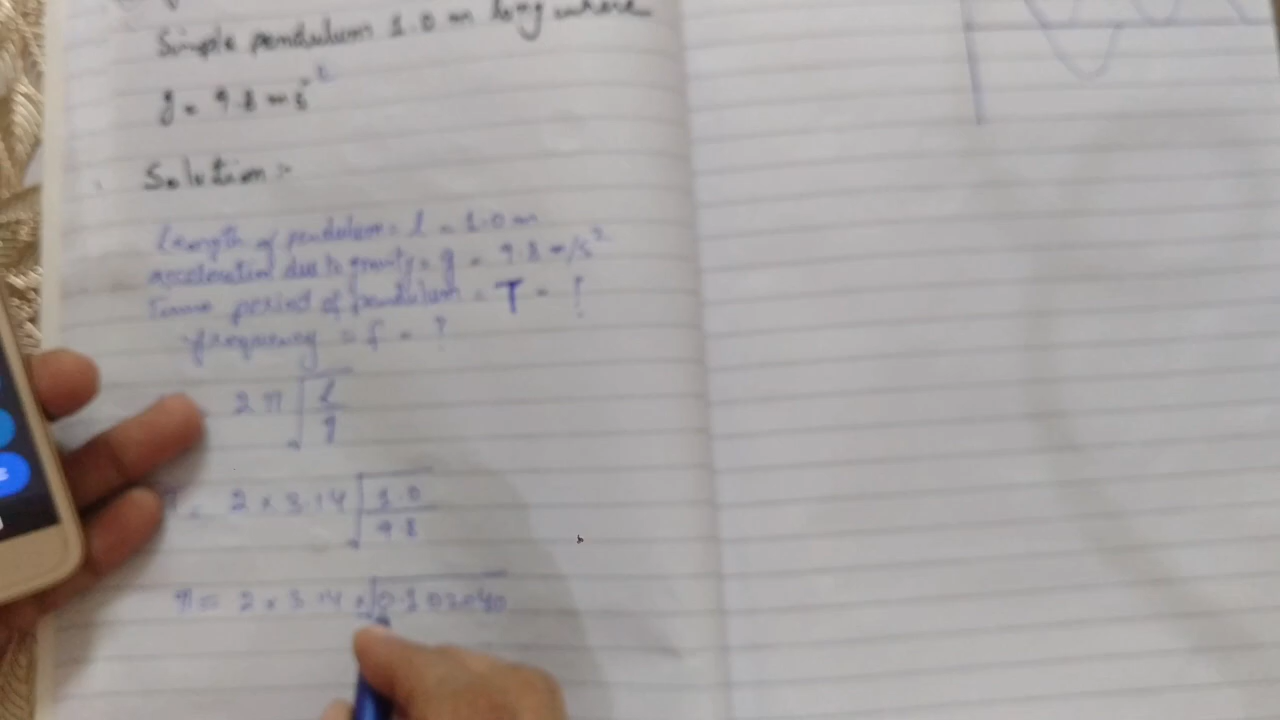 Simple pendulum 1.0 m long where
g = 9.8 ms⁻²
Solution:-
Length of pendulum = l = 1.0 m
acceleration due to gravity = g = 9.8 m/s²
Time period of pendulum = T = ?
frequency = f = ?
2π √(l/g)
T = 2 × 3.14 √(1.0/9.8)
T = 2 × 3.14 × √0.102040